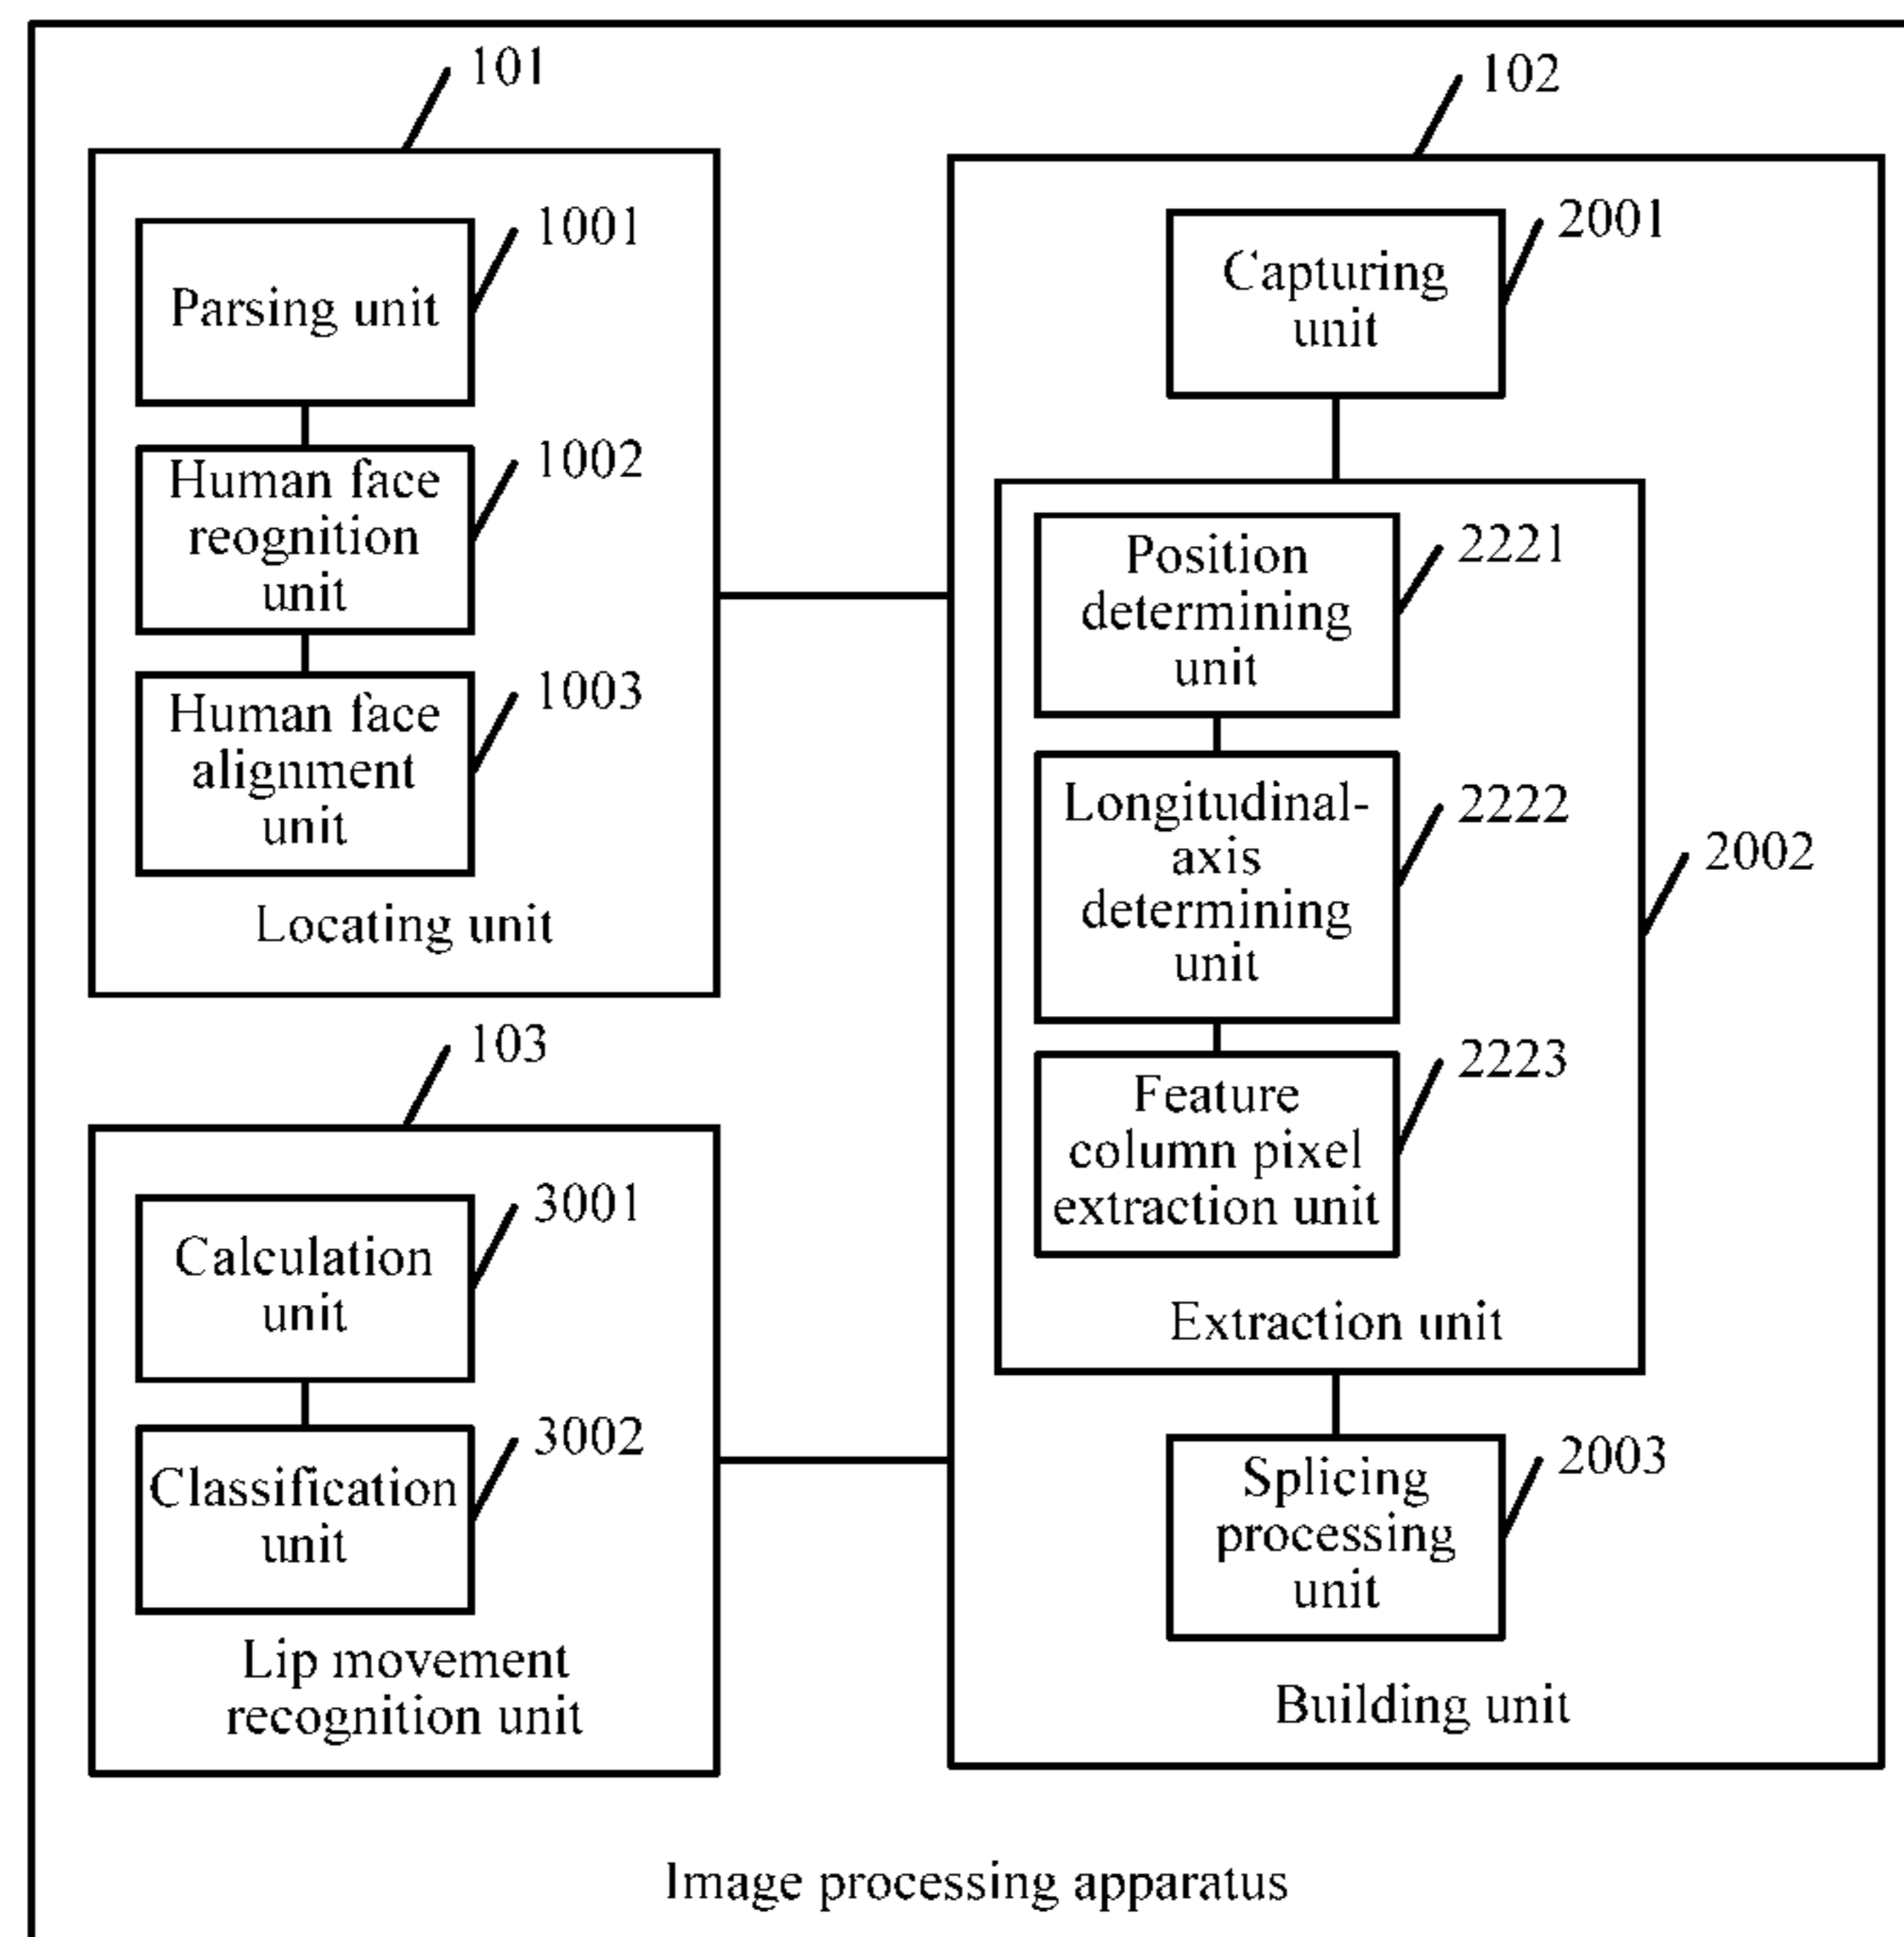 101
1001
Parsing unit
1002
Human face
reognition
unit
1003
Human face
alignment
unit
Locating unit
103
3001
Calculation
unit
3002
Classification
unit
Lip movement
recognition unit
102
2001
Capturing
unit
2221
Position
determining
unit
2222
Longitudinal-
axis
determining
unit
2002
2223
Feature
column pixel
extraction unit
Extraction unit
2003
Splicing
processing
unit
Building unit
Image processing apparatus